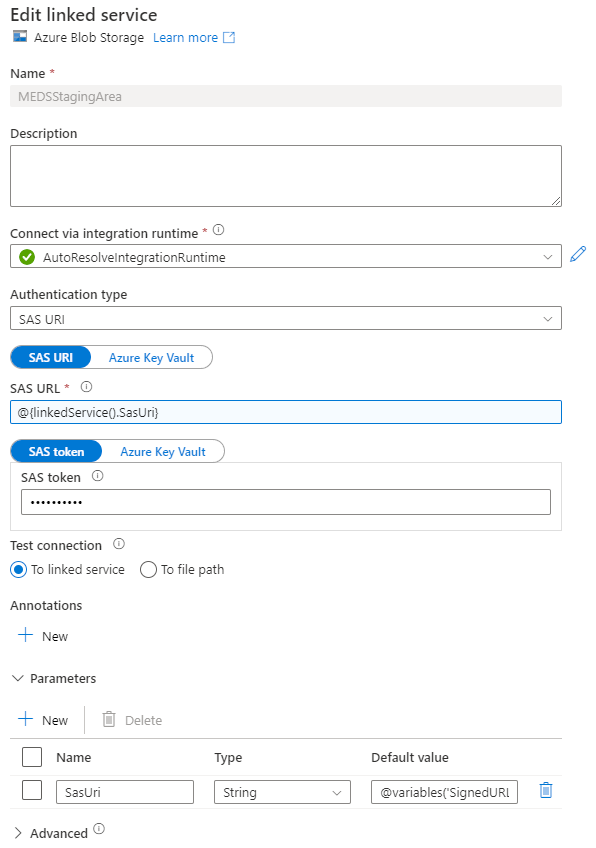 Edit linked service
Azure Blob Storage Learn more
Name *
MEDSStagingArea
Description
Connect via integration runtime *
AutoResolveIntegrationRuntime
Authentication type
SAS URI
SAS URI Azure Key Vault
SAS URL *
@{linkedService().SasUri}
SAS token Azure Key Vault
SAS token
••••••••••
Test connection
To linked service To file path
Annotations
New
Parameters
New Delete
Name Type Default value
SasUri String @variables('SignedURL
Advanced